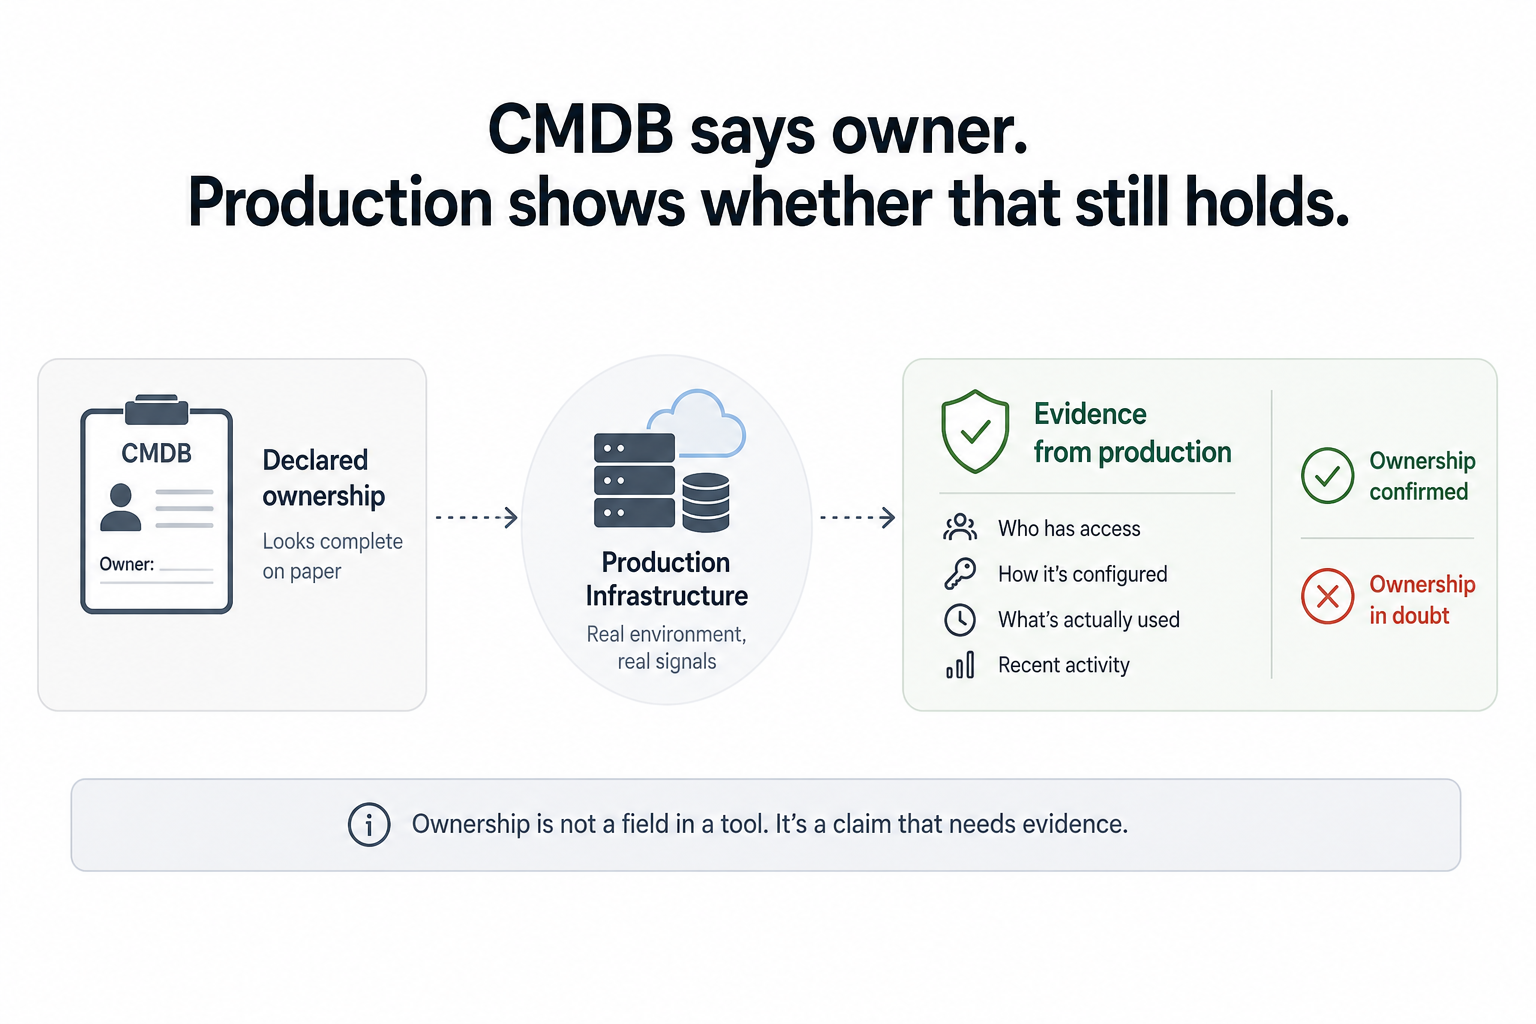 CMDB says owner.
Production shows whether that still holds.
CMDB
Owner:
Declared
ownership
Looks complete
on paper
Production
Infrastructure
Real environment,
real signals
Evidence
from production
Who has access
How it's configured
What's actually used
Recent activity
Ownership
confirmed
Ownership
in doubt
Ownership is not a field in a tool. It's a claim that needs evidence.